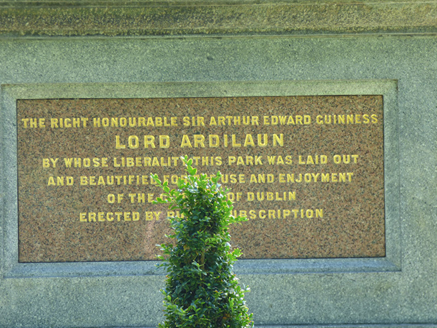 THE RIGHT HONOURABLE SIR ARTHUR EDWARD GUINNESS
LORD ARDILAUN
BY WHOSE LIBERALITY THIS PARK WAS LAID OUT
AND BEAUTIFIED FOR USE AND ENJOYMENT
OF THE OF DUBLIN
ERECTED BY SUBSCRIPTION